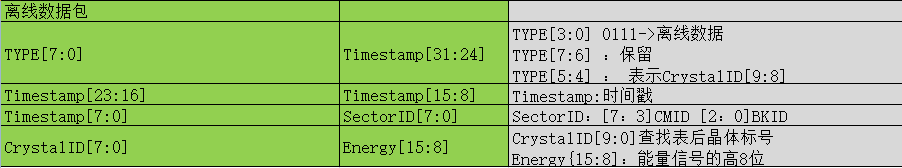 离线数据包
TYPE[7:0] Timestamp[31:24]
TYPE[3:0] 0111->离线数据
TYPE[7:6] : 保留
TYPE[5:4] : 表示CrystalID[9:8]
Timestamp[23:16] Timestamp[15:8] Timestamp:时间戳
Timestamp[7:0] SectorID[7:0] SectorID：[7：3]CMID [2：0]BKID
CrystalID[7:0] Energy[15:8]
CrystalID[9:0]查找表后晶体标号
Energy{15:8]：能量信号的高8位